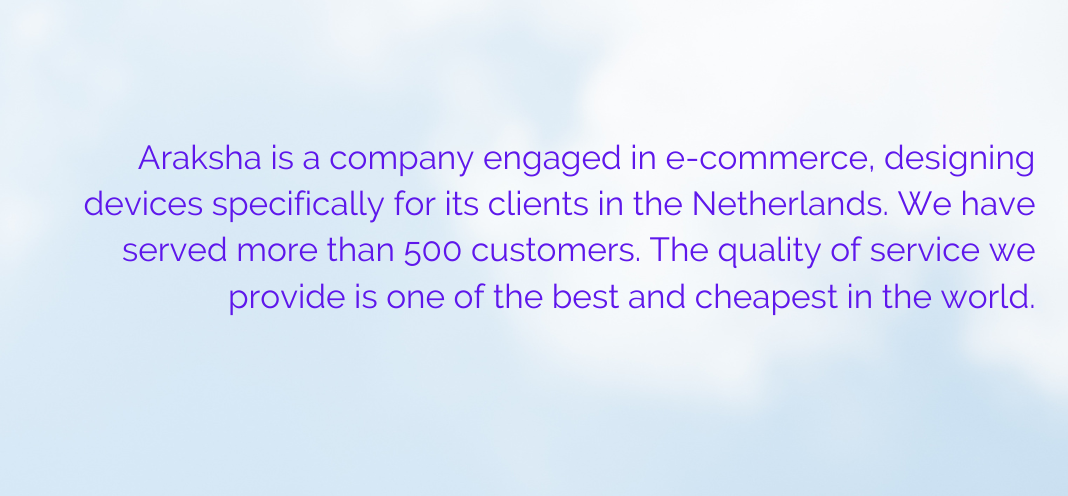 Araksha is a company engaged in e-commerce, designing
devices specifically for its clients in the Netherlands. We have
served more than 500 customers. The quality of service we
provide is one of the best and cheapest in the world.